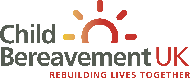 Child
Bereavement UK
REBUILDING LIVES TOGETHER